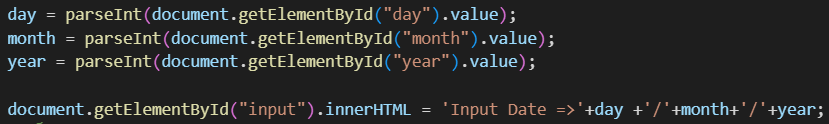 day = parseInt(document.getElementById("day").value);
month = parseInt(document.getElementById("month").value);
year = parseInt(document.getElementById("year").value);
document.getElementById("input").innerHTML = 'Input Date =>'+day +'/'+month+'/'+year;